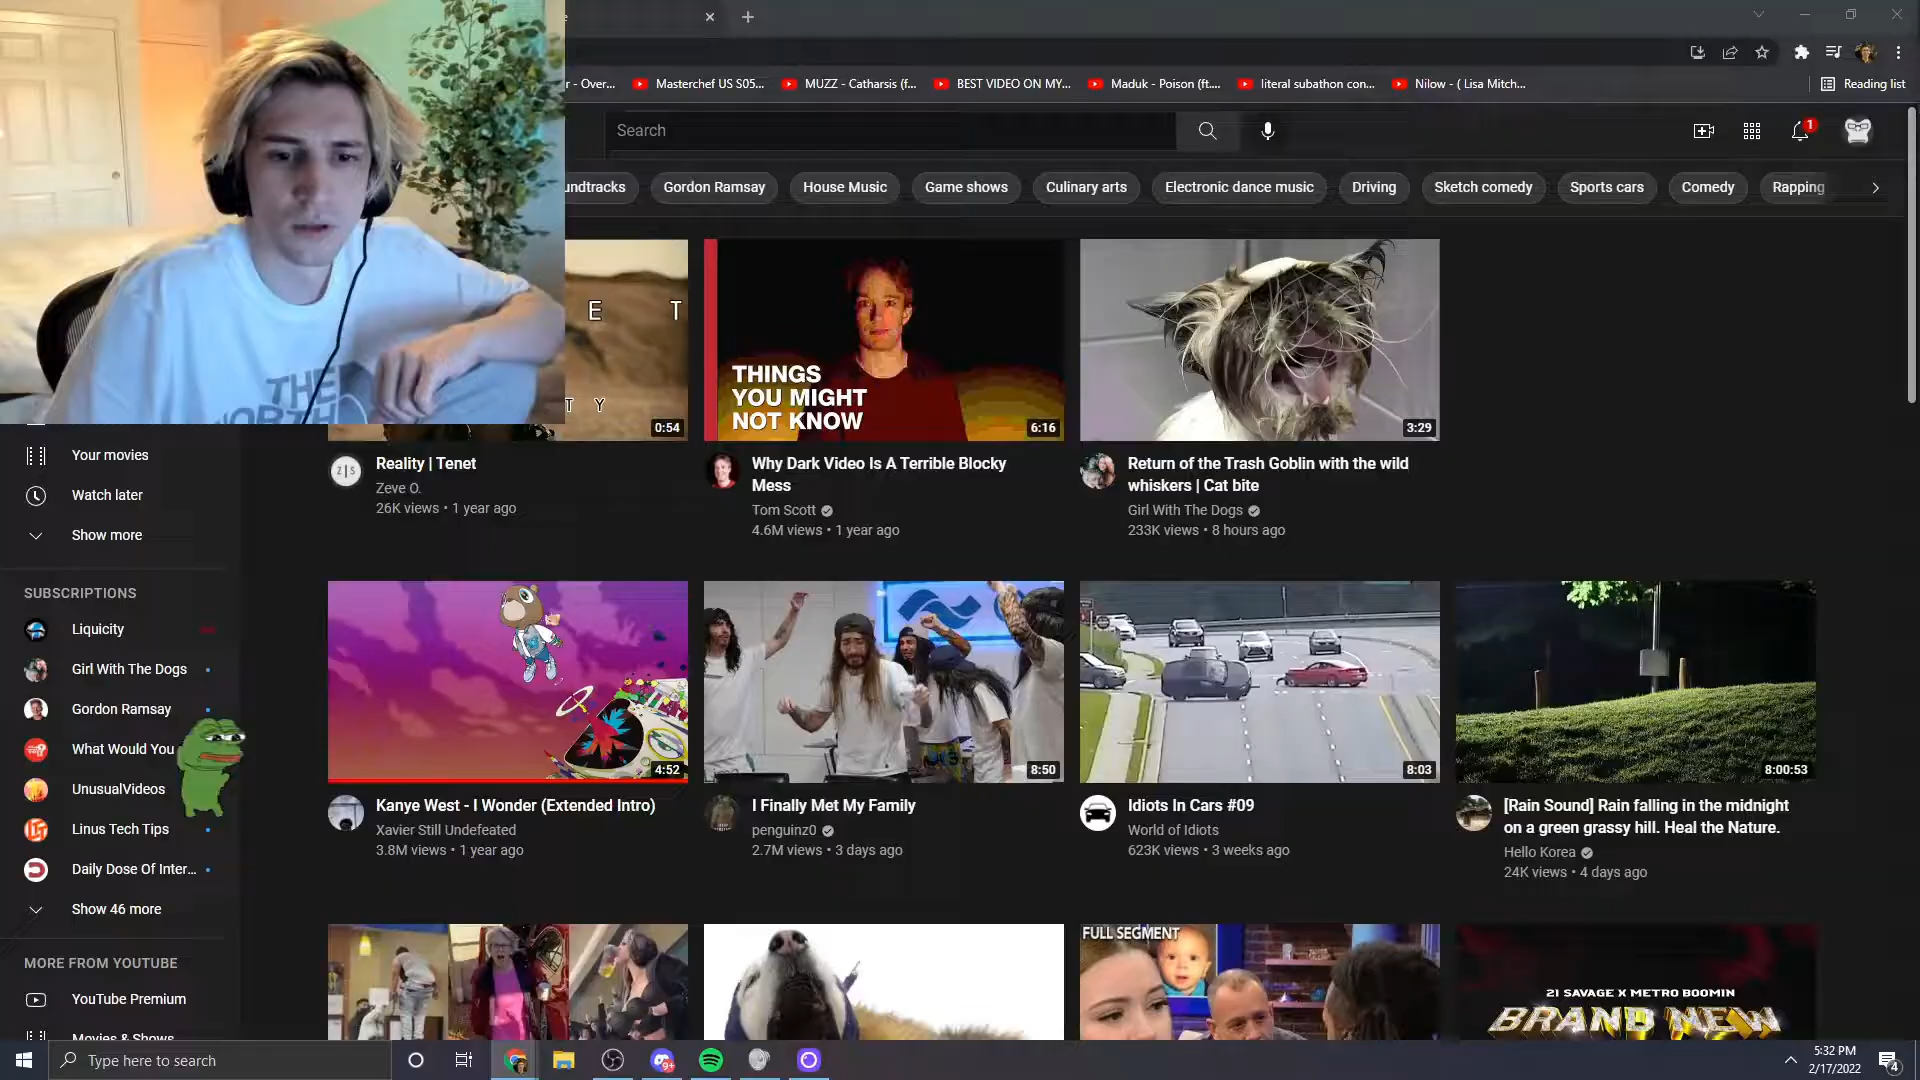 r - Over...
Masterchef US S05...
MUZZ - Catharsis (f...
BEST VIDEO ON MY...
Maduk - Poison (ft....
literal subathon con...
Nilow - ( Lisa Mitch...
Reading list
Search
1
undtracks
Gordon Ramsay
House Music
Game shows
Culinary arts
Electronic dance music
Driving
Sketch comedy
Sports cars
Comedy
Rapping
THE
NORTH
E T
T Y
0:54
THINGS
YOU MIGHT
NOT KNOW
6:16
3:29
Z|S
Reality | Tenet
Zeve O.
26K views • 1 year ago
Why Dark Video Is A Terrible Blocky
Mess
Tom Scott
4.6M views • 1 year ago
Return of the Trash Goblin with the wild
whiskers | Cat bite
Girl With The Dogs
233K views • 8 hours ago
Your movies
Watch later
Show more
SUBSCRIPTIONS
Liquicity
Girl With The Dogs
Gordon Ramsay
What Would You
UnusualVideos
Linus Tech Tips
Daily Dose Of Inter...
Show 46 more
MORE FROM YOUTUBE
YouTube Premium
Movies & Shows
4:52
8:50
8:03
8:00:53
Kanye West - I Wonder (Extended Intro)
Xavier Still Undefeated
3.8M views • 1 year ago
I Finally Met My Family
penguinz0
2.7M views • 3 days ago
Idiots In Cars #09
World of Idiots
623K views • 3 weeks ago
[Rain Sound] Rain falling in the midnight
on a green grassy hill. Heal the Nature.
Hello Korea
24K views • 4 days ago
FULL SEGMENT
21 SAVAGE X METRO BOOMIN
BRAND NEW
Type here to search
9+
5:32 PM
2/17/2022
4